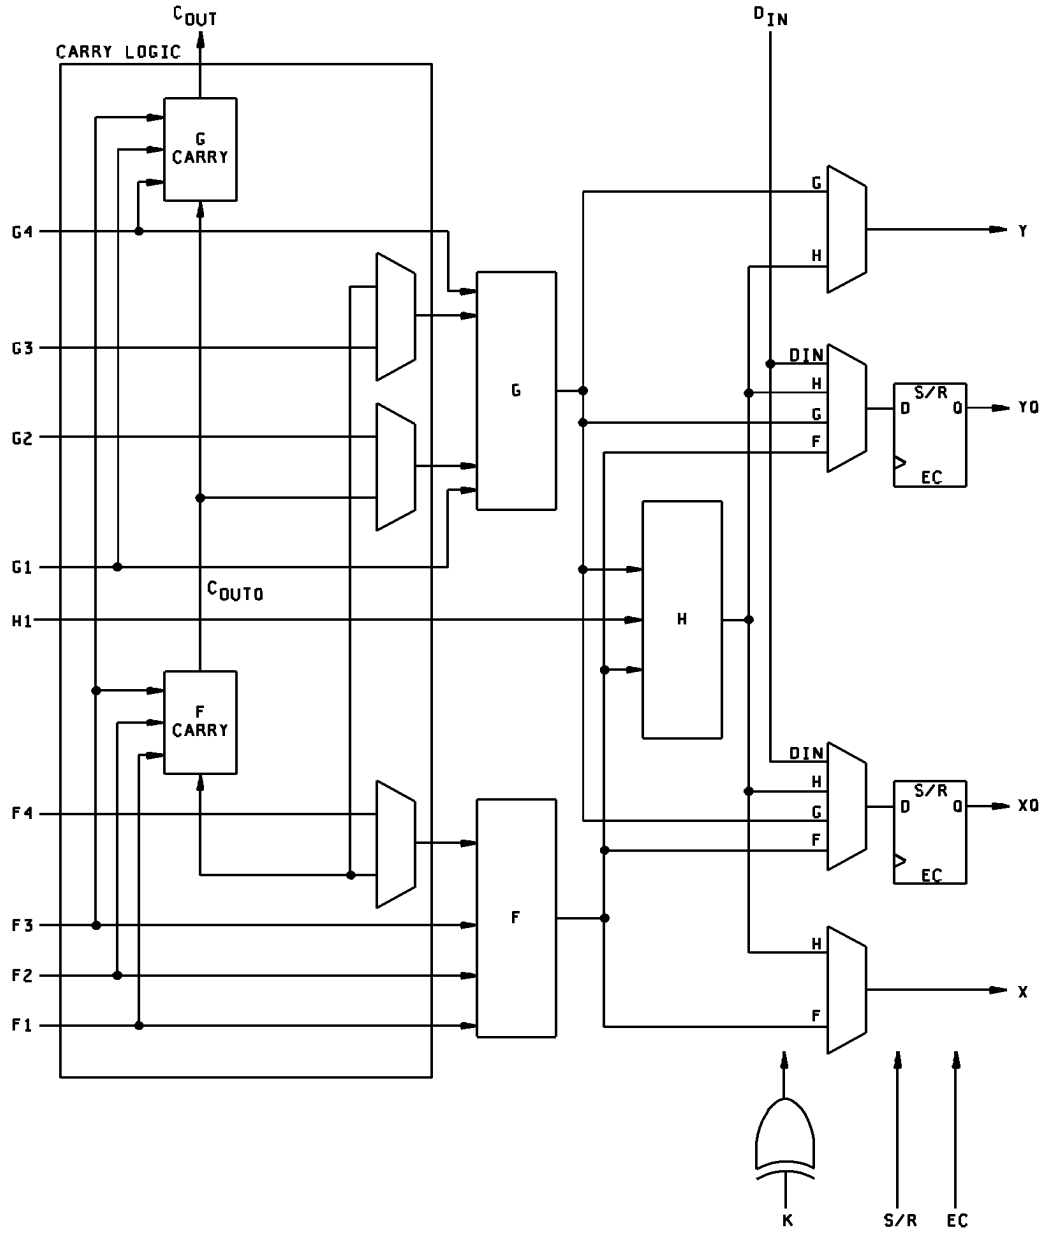 COUT
DIN
CARRY LOGIC
G
CARRY
G
G4
Y
H
G3
DIN
H
S/R
G
D
Q
YQ
G2
G
F
EC
G1
COUT0
H1
H
F
CARRY
DIN
H
S/R
F4
G
D
Q
XQ
F
EC
F3
F
H
F2
X
F1
F
K
S/R
EC